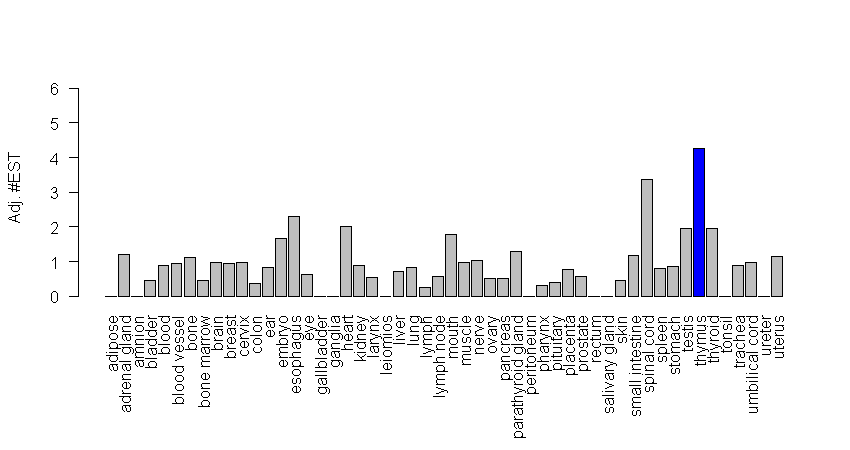 Adj. #EST
6
5
4
3
2
1
0
adipose
adrenal gland
amnion
bladder
blood
blood vessel
bone
bone marrow
brain
breast
cervix
colon
ear
embryo
esophagus
eye
gallbladder
ganglia
heart
kidney
larynx
leiomios
liver
lung
lymph
lymph node
mouth
muscle
nerve
ovary
pancreas
parathyroid gland
peritoneum
pharynx
pituitary
placenta
prostate
rectum
salivary gland
skin
small intestine
spinal cord
spleen
stomach
testis
thymus
thyroid
tonsil
trachea
umbilical cord
ureter
uterus